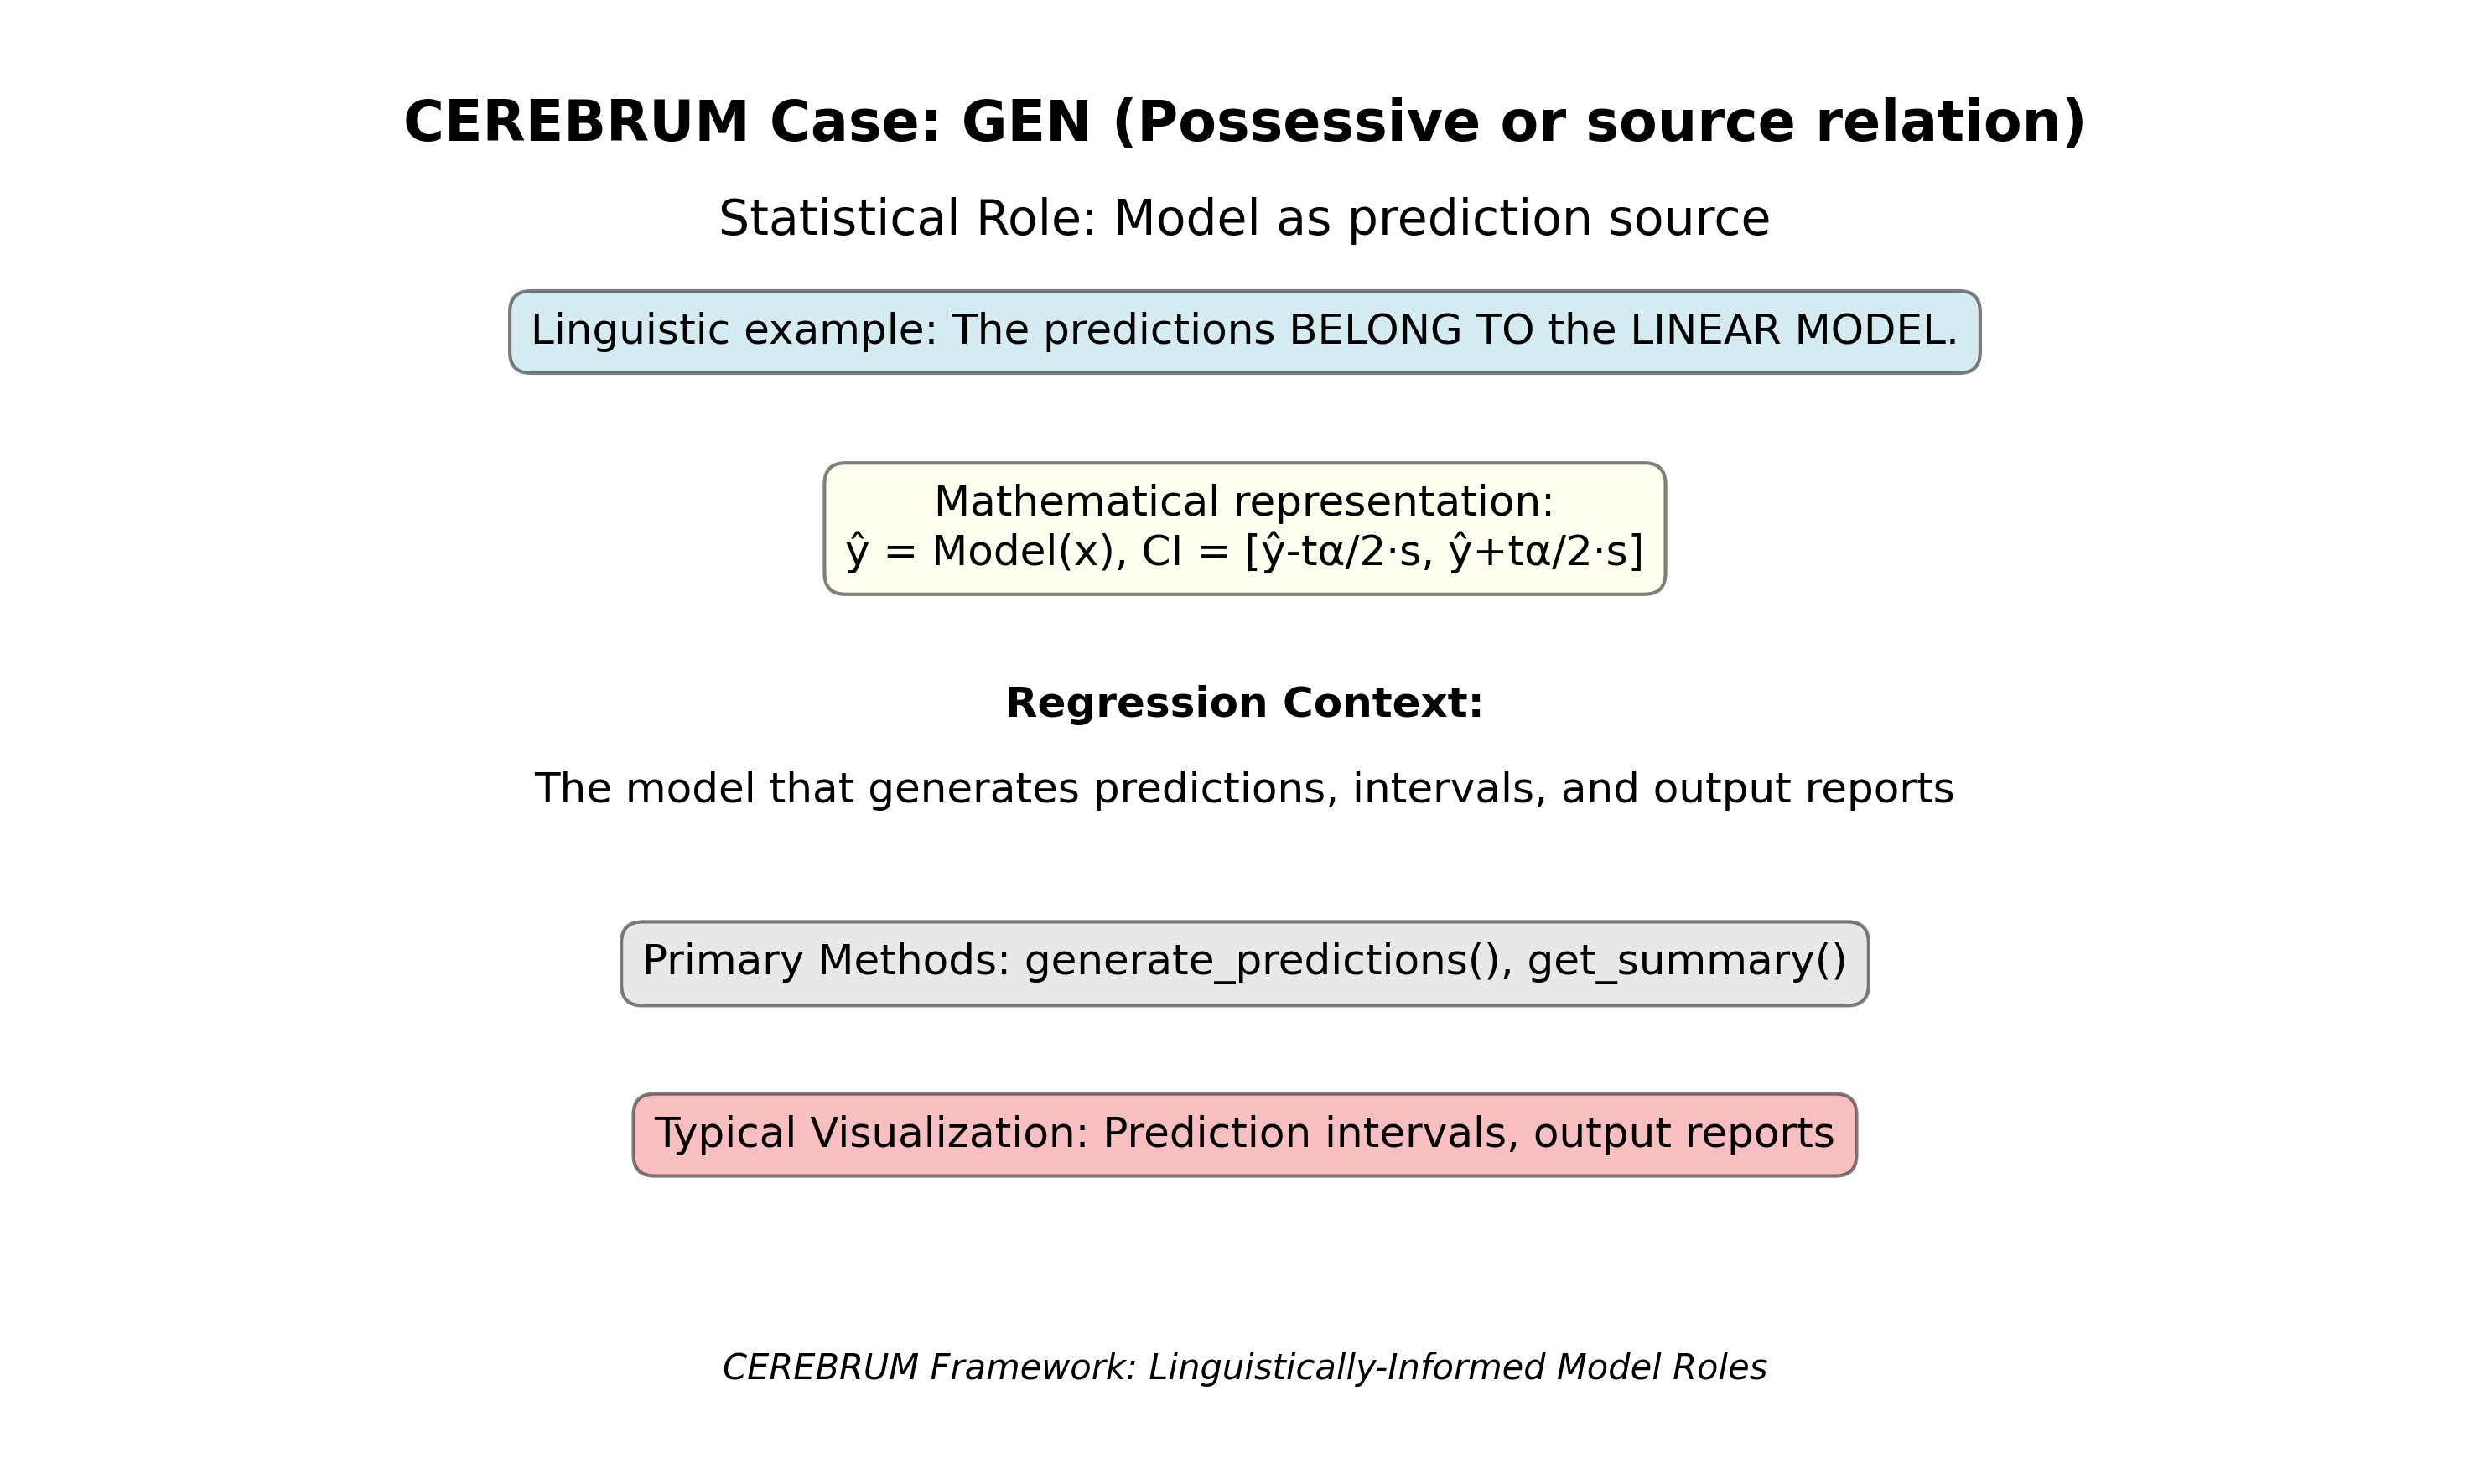 CEREBRUM Case: GEN (Possessive or source relation)
Statistical Role: Model as prediction source
Linguistic example: The predictions BELONG TO the LINEAR MODEL.
Mathematical representation:
ŷ = Model(x), CI = [ŷ-tα/2·s, ŷ+tα/2·s]
Regression Context:
The model that generates predictions, intervals, and output reports
Primary Methods: generate_predictions(), get_summary()
Typical Visualization: Prediction intervals, output reports
CEREBRUM Framework: Linguistically-Informed Model Roles